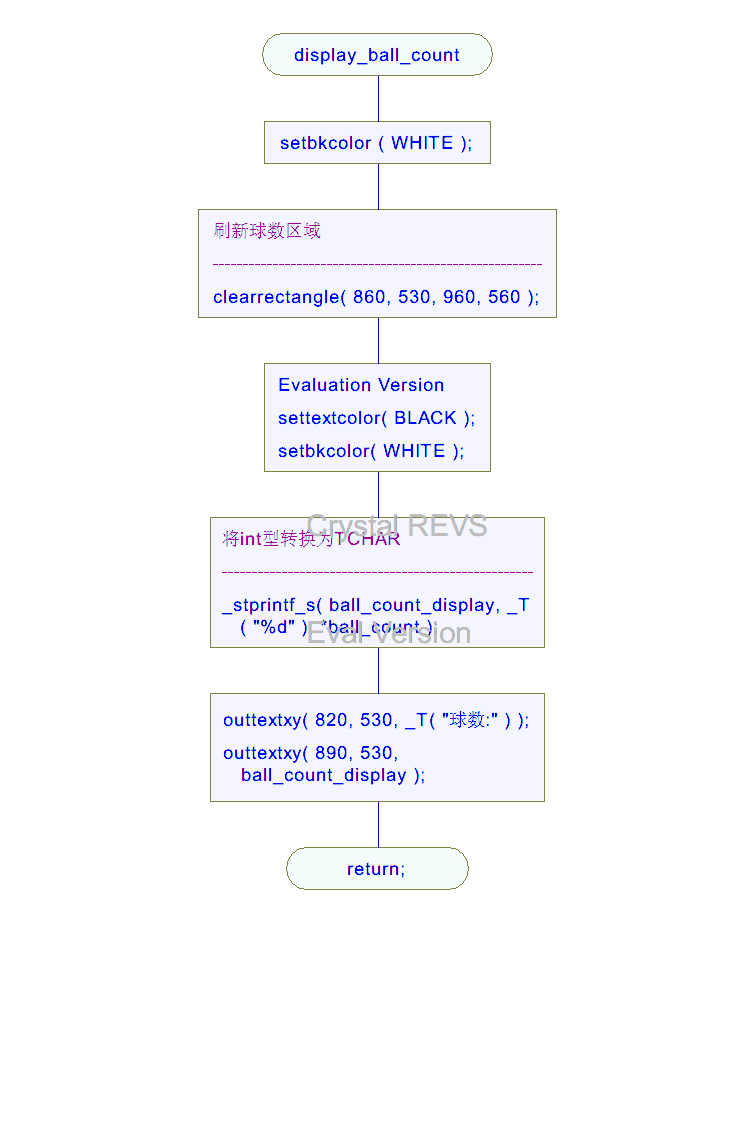 display_ball_count
setbkcolor ( WHITE );
刷新球数区域
clearrectangle( 860, 530, 960, 560 );
Evaluation Version
settextcolor( BLACK );
setbkcolor( WHITE );
Crystal REVS
将int型转换为TCHAR
_stprintf_s( ball_count_display, _T
( "%d" ), *ball_count )
Eval Version
outtextxy( 820, 530, _T( "球数:" ) );
outtextxy( 890, 530,
ball_count_display );
return;